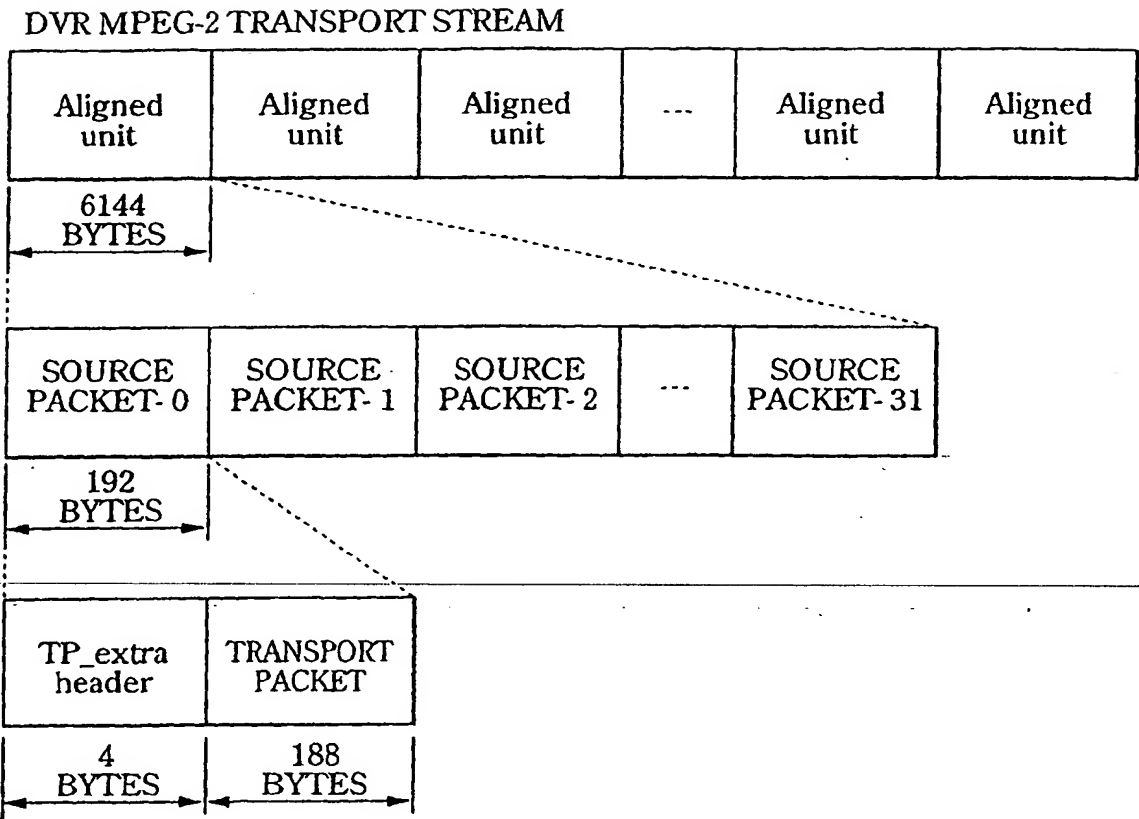 DVR MPEG-2 TRANSPORT STREAM
Aligned unit
Aligned unit
Aligned unit
---
Aligned unit
Aligned unit
6144 BYTES
SOURCE PACKET- 0
SOURCE PACKET- 1
SOURCE PACKET- 2
---
SOURCE PACKET- 31
192 BYTES
TP_extra header
TRANSPORT PACKET
4 BYTES
188 BYTES